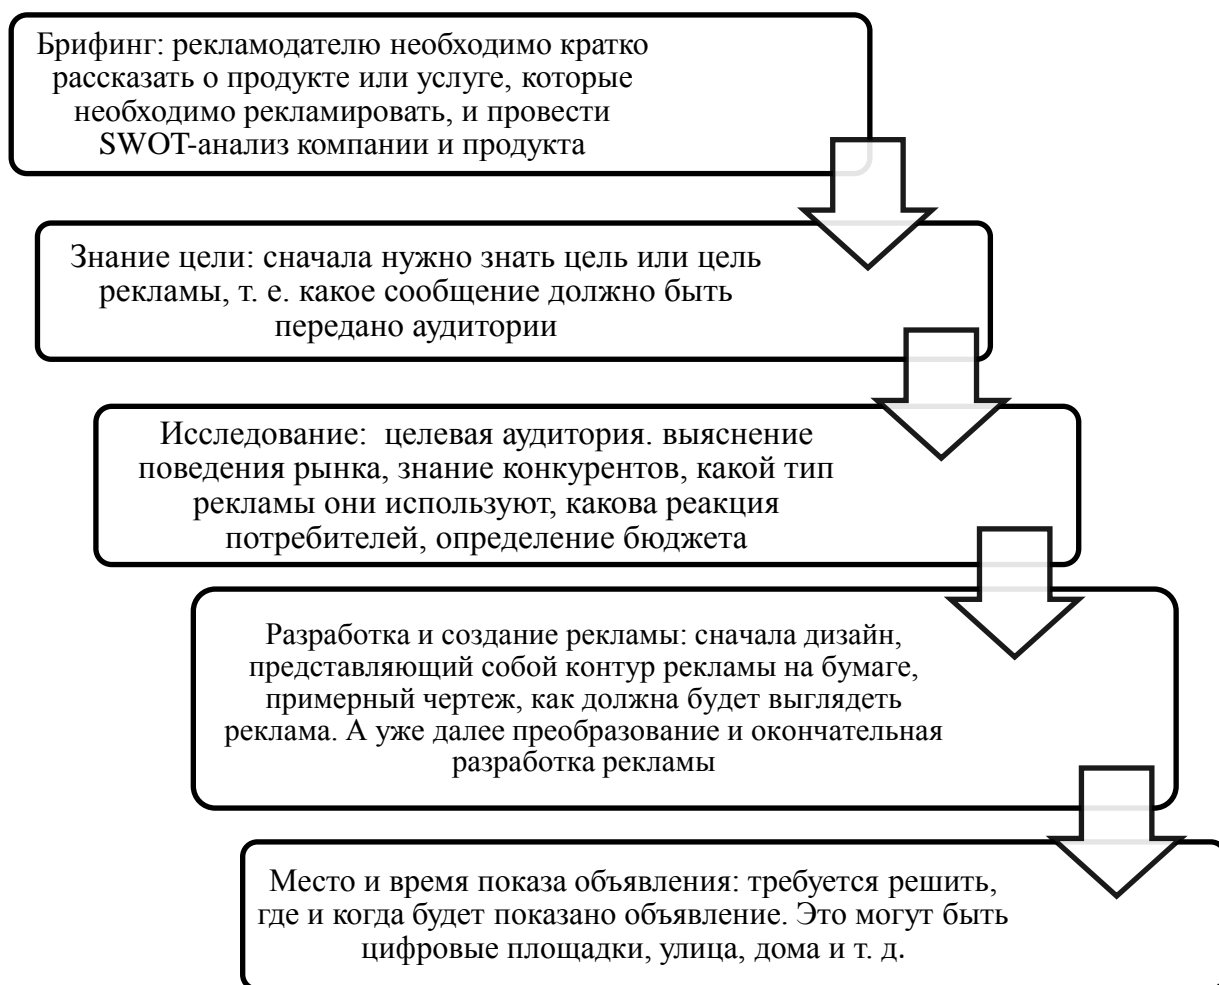 Брифинг: рекламодателю необходимо кратко
рассказать о продукте или услуге, которые
необходимо рекламировать, и провести
SWOT-анализ компании и продукта
Знание цели: сначала нужно знать цель или цель
рекламы, т. е. какое сообщение должно быть
передано аудитории
Исследование: целевая аудитория. выяснение
поведения рынка, знание конкурентов, какой тип
рекламы они используют, какова реакция
потребителей, определение бюджета
Разработка и создание рекламы: сначала дизайн,
представляющий собой контур рекламы на бумаге,
примерный чертеж, как должна будет выглядеть
реклама. А уже далее преобразование и окончательная
разработка рекламы
Место и время показа объявления: требуется решить,
где и когда будет показано объявление. Это могут быть
цифровые площадки, улица, дома и т. д.